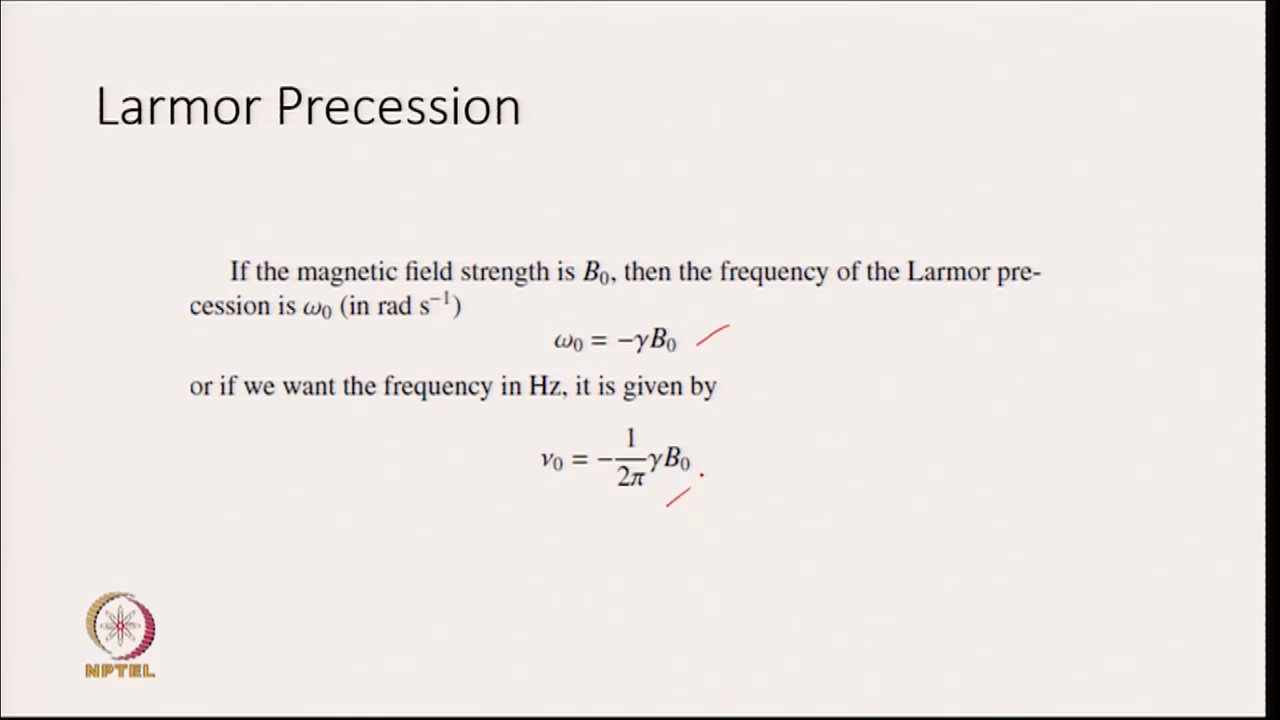 Larmor Precession
If the magnetic field strength is B₀, then the frequency of the Larmor pre-
cession is ω₀ (in rad s⁻¹)
ω₀ = −γB₀
or if we want the frequency in Hz, it is given by
ν₀ = −\frac{1}{2π}γB₀.
NPTEL